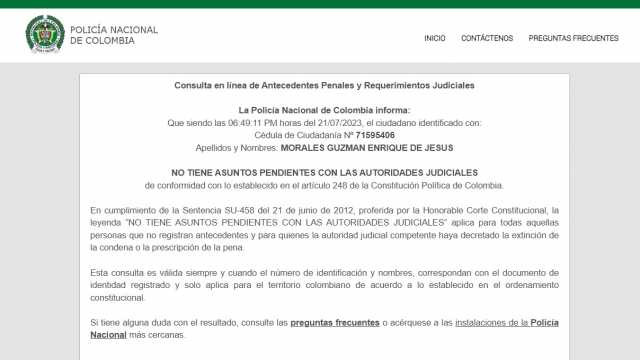 POLICÍA NACIONAL
DE COLOMBIA
INICIO CONTÁCTENOS PREGUNTAS FRECUENTES
Consulta en línea de Antecedentes Penales y Requerimientos Judiciales
La Policía Nacional de Colombia informa:
Que siendo las 06:49:11 PM horas del 21/07/2023, el ciudadano identificado con:
Cédula de Ciudadanía Nº 71595406
Apellidos y Nombres: MORALES GUZMAN ENRIQUE DE JESUS
NO TIENE ASUNTOS PENDIENTES CON LAS AUTORIDADES JUDICIALES
de conformidad con lo establecido en el artículo 248 de la Constitución Política de Colombia.
En cumplimiento de la Sentencia SU-458 del 21 de junio de 2012, proferida por la Honorable Corte Constitucional, la
leyenda "NO TIENE ASUNTOS PENDIENTES CON LAS AUTORIDADES JUDICIALES" aplica para todas aquellas
personas que no registran antecedentes y para quienes la autoridad judicial competente haya decretado la extinción de
la condena o la prescripción de la pena.
Esta consulta es válida siempre y cuando el número de identificación y nombres, correspondan con el documento de
identidad registrado y solo aplica para el territorio colombiano de acuerdo a lo establecido en el ordenamiento
constitucional.
Si tiene alguna duda con el resultado, consulte las preguntas frecuentes o acérquese a las instalaciones de la Policía
Nacional más cercanas.